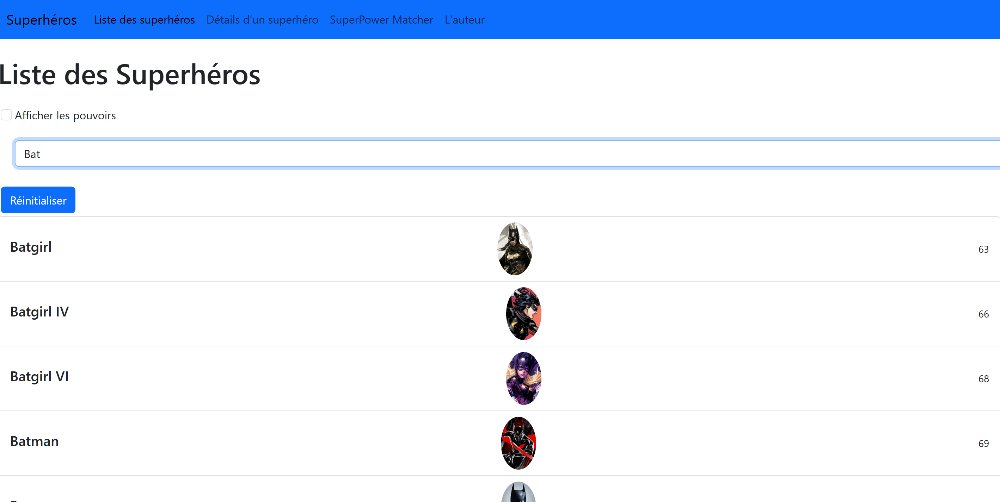 Superhéros Liste des superhéros Détails d'un superhéro SuperPower Matcher L'auteur
Liste des Superhéros
Afficher les pouvoirs
Bat
Réinitialiser
Batgirl 63
Batgirl IV 66
Batgirl VI 68
Batman 69